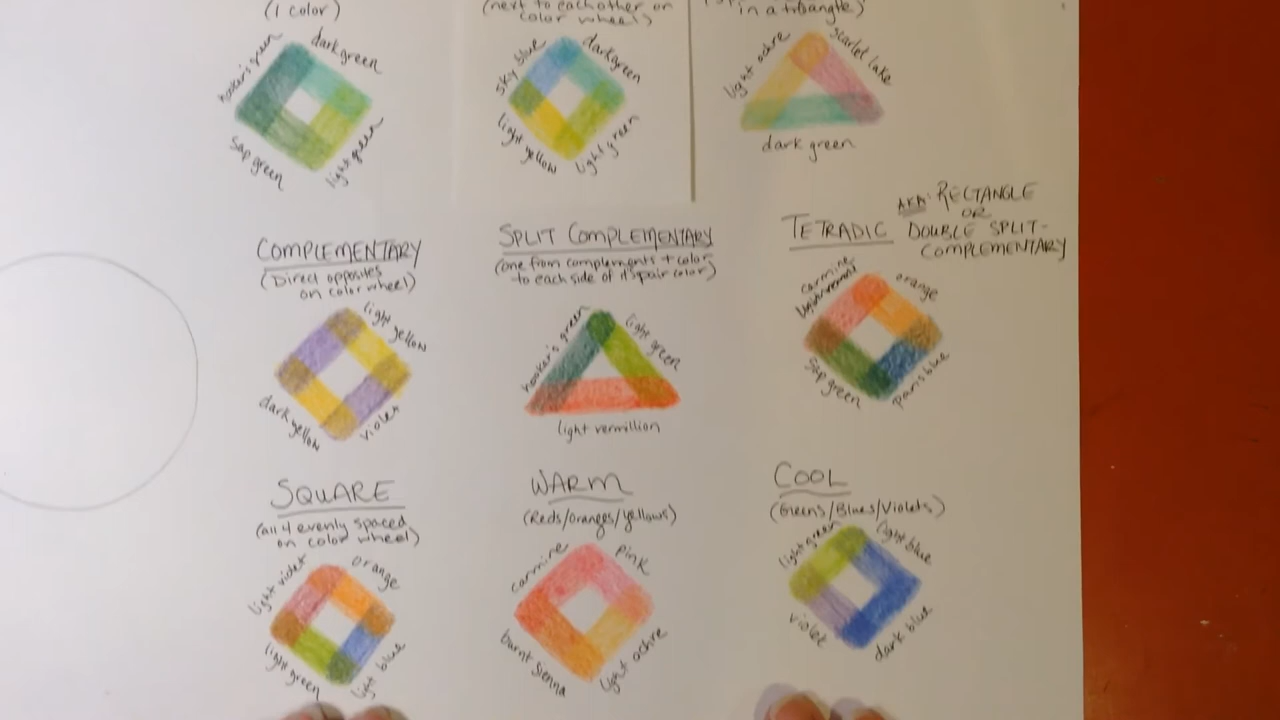 (1 color)
(next to eachother on
color wheels)
in a triangle)
hooker's green
dark green
sap green
light green
sky blue
darkgreen
light yellow
light green
light ochre
scarlet lake
dark green
COMPLEMENTARY
(Direct opposites
on color wheel)
light yellow
dark yellow
violet
SPLIT COMPLEMENTARY
(one from complements + color
to each side of it's pair color)
hooker's green
light green
light vermillion
TETRADIC
AKA: RECTANGLE
OR
DOUBLE SPLIT-
COMPLEMENTARY
carmine
orange
sap green
paris blue
SQUARE
(all 4 evenly spaced
on color wheel)
light violet
orange
light green
light blue
WARM
(Reds/Oranges/Yellows)
carmine
pink
burnt sienna
light ochre
COOL
(Greens/Blues/Violets)
light green
light blue
violet
dark blue